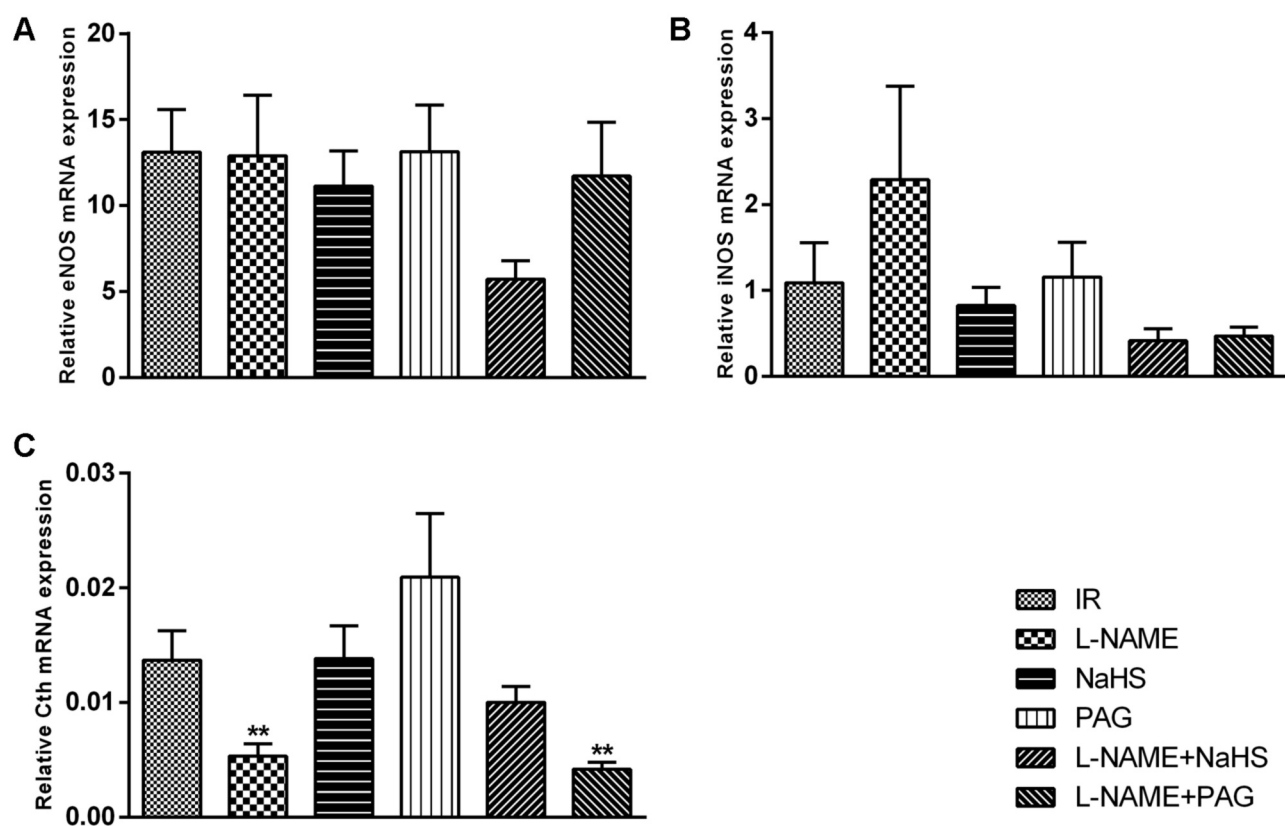 A
Relative eNOS mRNA expression
20
15
10
5
0
B
Relative iNOS mRNA expression
4
3
2
1
0
C
Relative Cth mRNA expression
0.03
0.02
0.01
0.00
**
**
IR
L-NAME
NaHS
PAG
L-NAME+NaHS
L-NAME+PAG